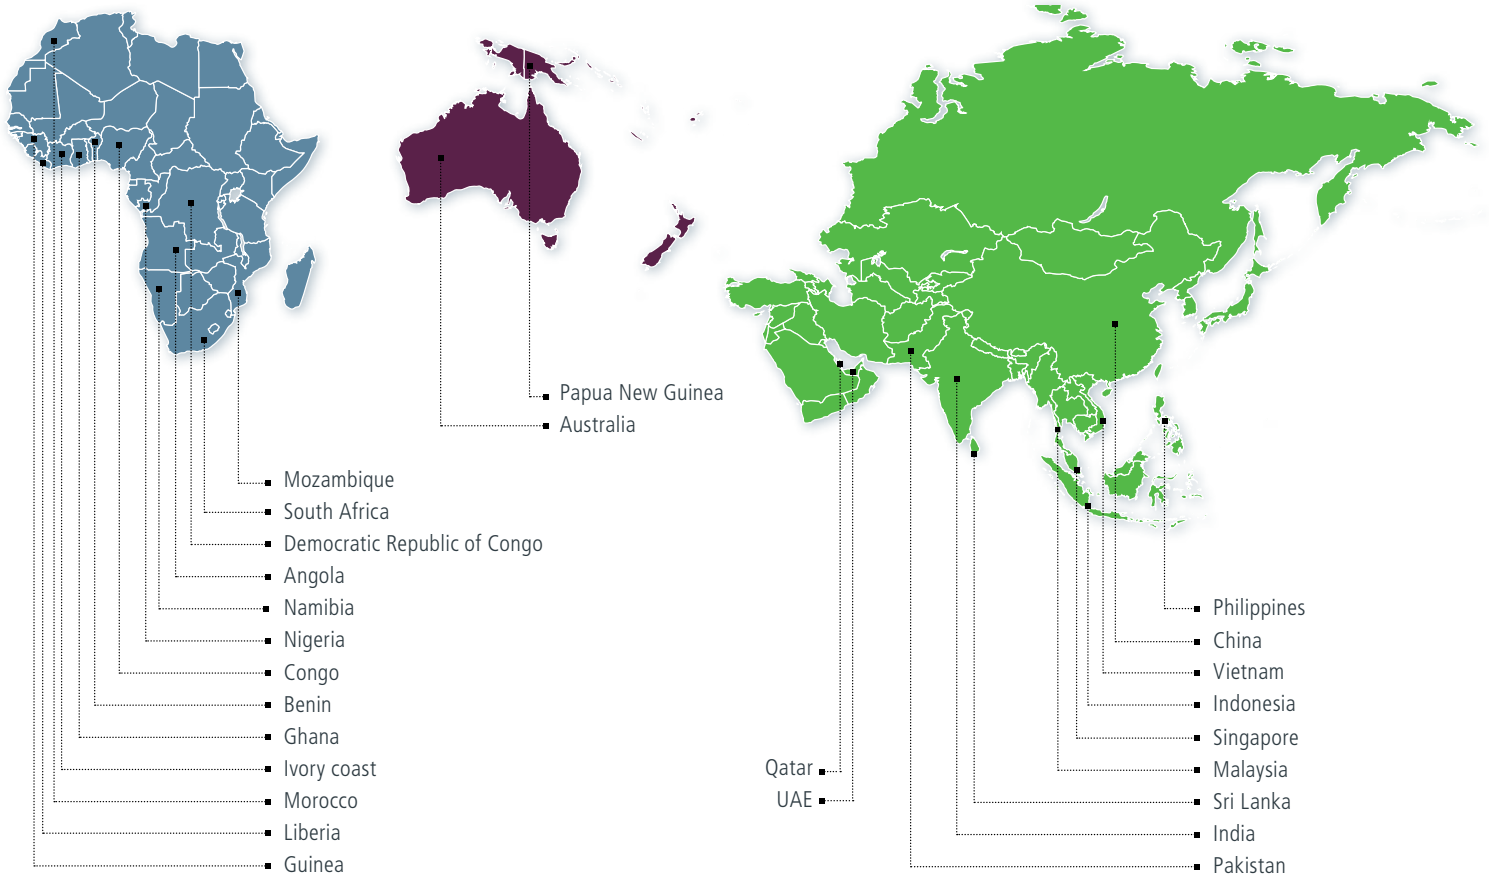 Papua New Guinea
Australia
Mozambique
South Africa
Democratic Republic of Congo
Angola
Namibia
Nigeria
Congo
Benin
Ghana
Ivory coast
Morocco
Liberia
Guinea
Qatar
UAE
Philippines
China
Vietnam
Indonesia
Singapore
Malaysia
Sri Lanka
India
Pakistan